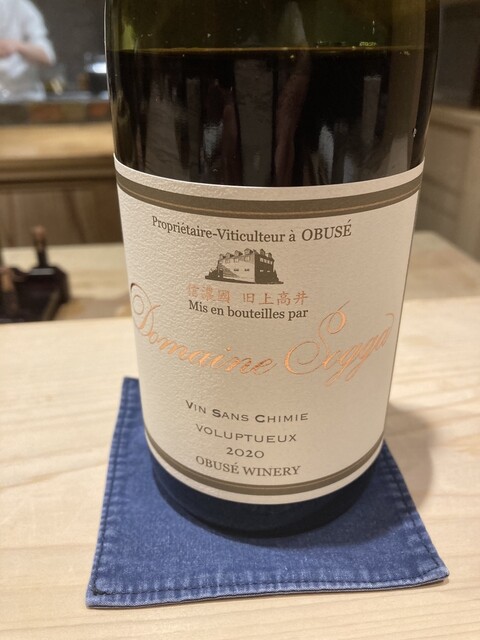 Propriétaire-Viticulteur à OBUSÉ
信濃國 旧上高井
Mis en bouteilles par
Domaine Sogga
VIN SANS CHIMIE
VOLUPTUEUX
2020
OBUSÉ WINERY